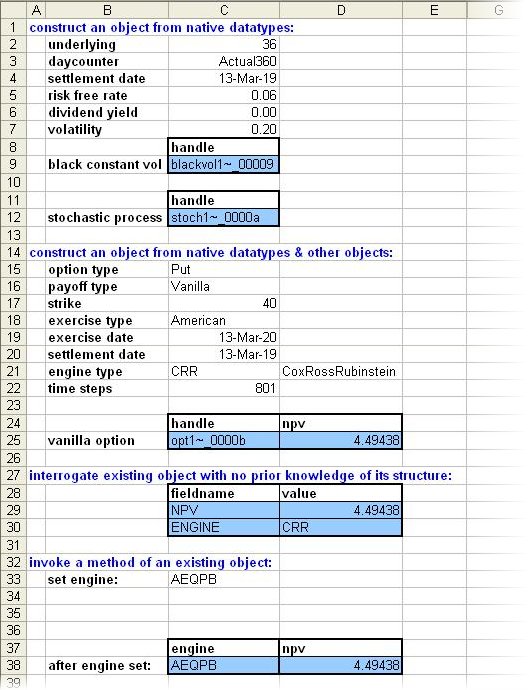 A B C D E G
1 construct an object from native datatypes:
2 underlying 36
3 daycounter Actual360
4 settlement date 13-Mar-19
5 risk free rate 0.06
6 dividend yield 0.00
7 volatility 0.20
8 handle
9 black constant vol blackvol1~_00009
10
11 handle
12 stochastic process stoch1~_0000a
13
14 construct an object from native datatypes & other objects:
15 option type Put
16 payoff type Vanilla
17 strike 40
18 exercise type American
19 exercise date 13-Mar-20
20 settlement date 13-Mar-19
21 engine type CRR CoxRossRubinstein
22 time steps 801
23
24 handle npv
25 vanilla option opt1~_0000b 4.49438
26
27 interrogate existing object with no prior knowledge of its structure:
28 fieldname value
29 NPV 4.49438
30 ENGINE CRR
31
32 invoke a method of an existing object:
33 set engine: AEQPB
34
35
36
37 engine npv
38 after engine set: AEQPB 4.49438
39